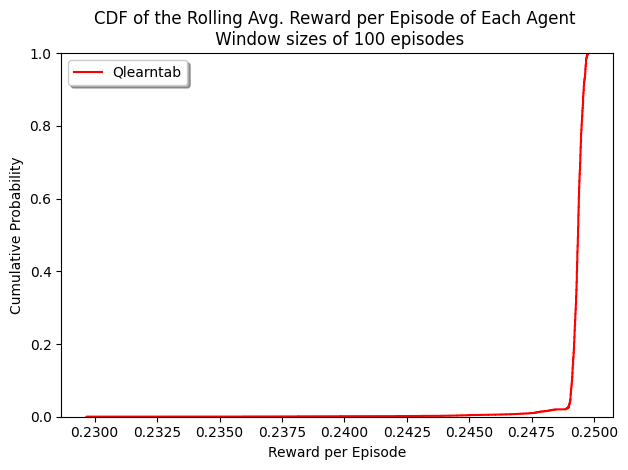 CDF of the Rolling Avg. Reward per Episode of Each Agent
Window sizes of 100 episodes
Qlearntab
1.0
0.8
0.6
0.4
0.2
0.0
Cumulative Probability
0.2300 0.2325 0.2350 0.2375 0.2400 0.2425 0.2450 0.2475 0.2500
Reward per Episode